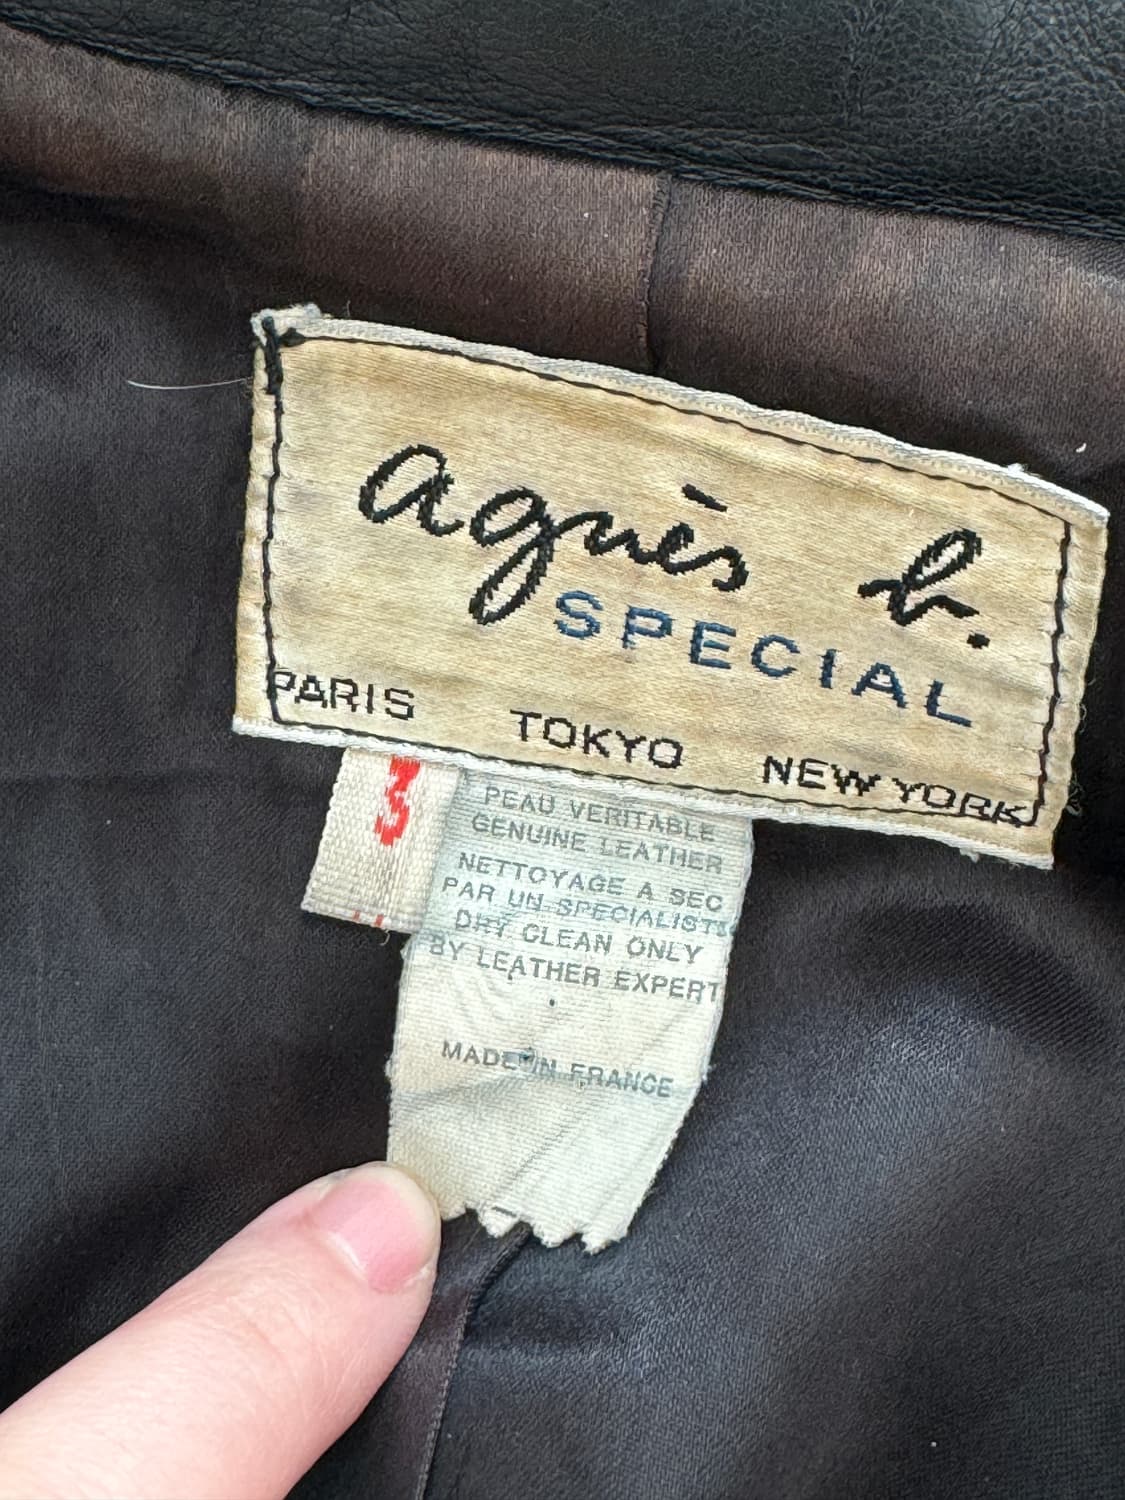 agnès b.
SPECIAL
PARIS TOKYO NEW YORK
3
PEAU VERITABLE
GENUINE LEATHER
NETTOYAGE A SEC
PAR UN SPECIALISTE
DRY CLEAN ONLY
BY LEATHER EXPERT
MADE IN FRANCE